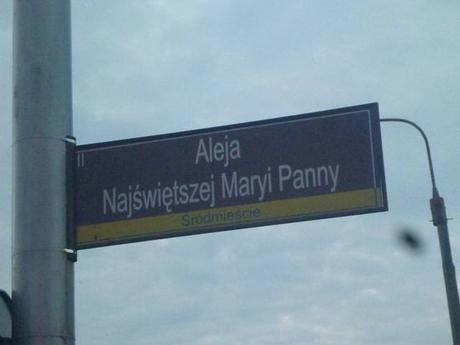 Aleja
Najświętszej Maryi Panny
Śródmieście